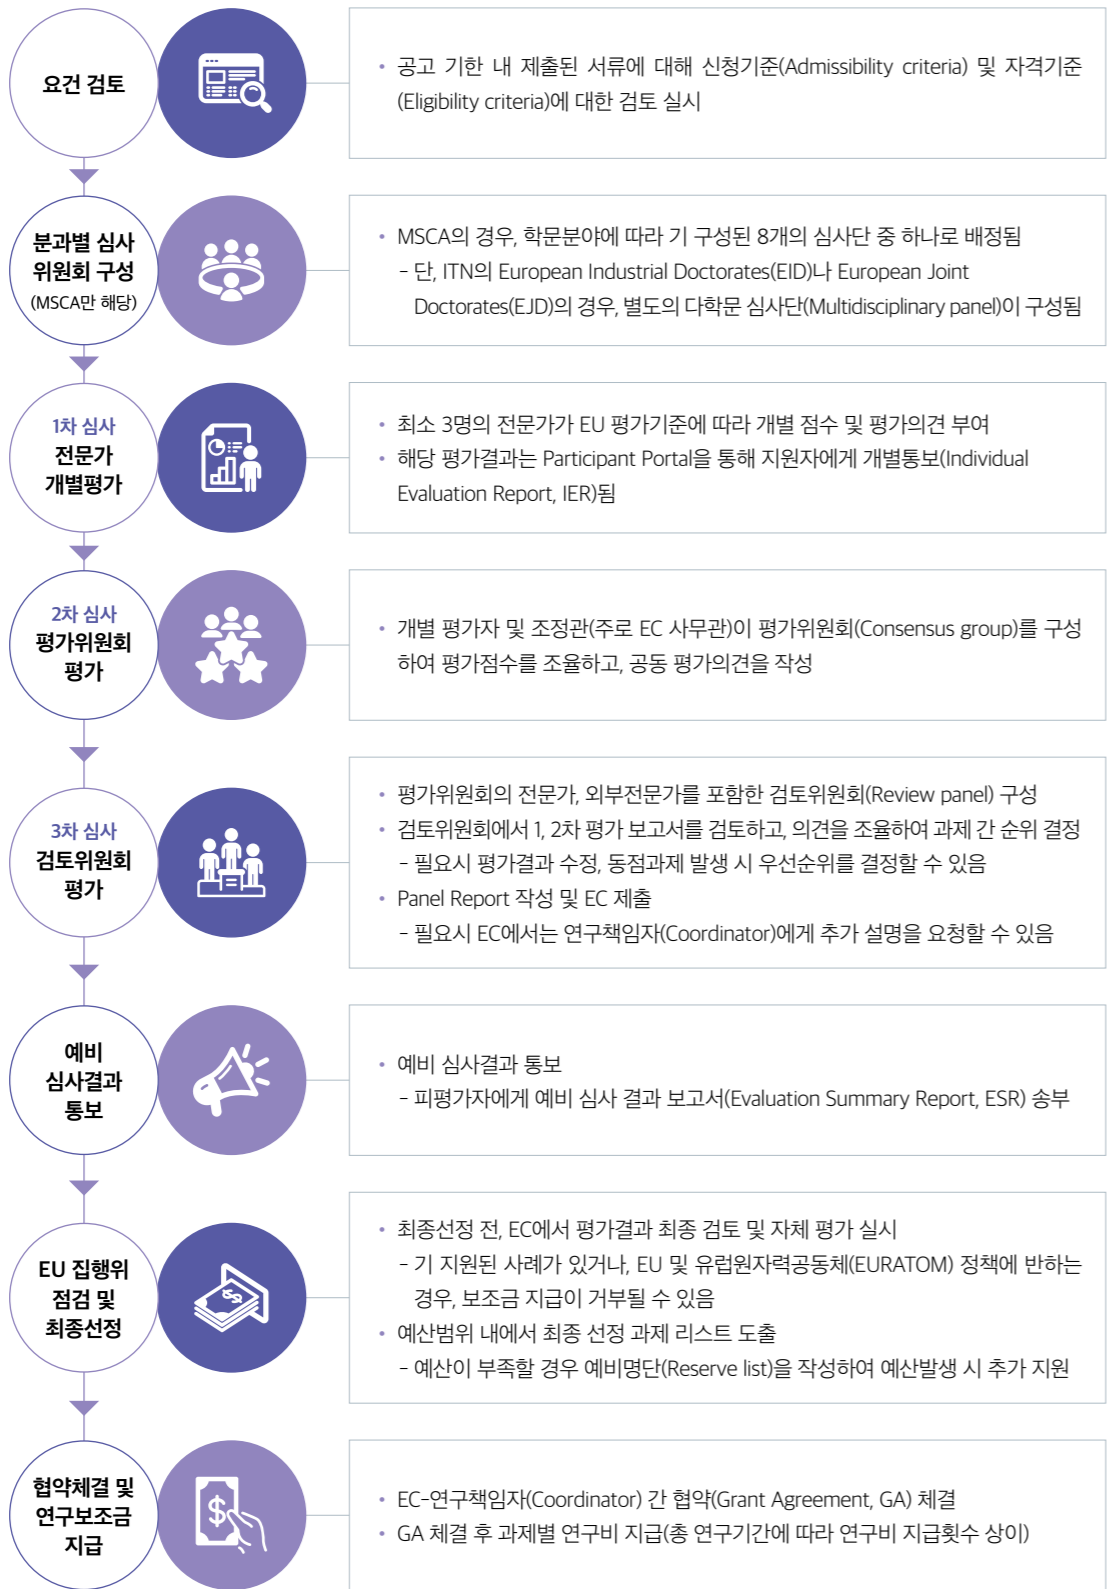 요건 검토
• 공고 기한 내 제출된 서류에 대해 신청기준(Admissibility criteria) 및 자격기준
(Eligibility criteria)에 대한 검토 실시
분과별 심사
위원회 구성
(MSCA만 해당)
• MSCA의 경우, 학문분야에 따라 기 구성된 8개의 심사단 중 하나로 배정됨
- 단, ITN의 European Industrial Doctorates(EID)나 European Joint
Doctorates(EJD)의 경우, 별도의 다학문 심사단(Multidisciplinary panel)이 구성됨
1차 심사
전문가
개별평가
• 최소 3명의 전문가가 EU 평가기준에 따라 개별 점수 및 평가의견 부여
• 해당 평가결과는 Participant Portal을 통해 지원자에게 개별통보(Individual
Evaluation Report, IER)됨
2차 심사
평가위원회
평가
• 개별 평가자 및 조정관(주로 EC 사무관)이 평가위원회(Consensus group)를 구성
하여 평가점수를 조율하고, 공동 평가의견을 작성
3차 심사
검토위원회
평가
• 평가위원회의 전문가, 외부전문가를 포함한 검토위원회(Review panel) 구성
• 검토위원회에서 1, 2차 평가 보고서를 검토하고, 의견을 조율하여 과제 간 순위 결정
- 필요시 평가결과 수정, 동점과제 발생 시 우선순위를 결정할 수 있음
• Panel Report 작성 및 EC 제출
- 필요시 EC에서는 연구책임자(Coordinator)에게 추가 설명을 요청할 수 있음
예비
심사결과
통보
• 예비 심사결과 통보
- 피평가자에게 예비 심사 결과 보고서(Evaluation Summary Report, ESR) 송부
EU 집행위
점검 및
최종선정
• 최종선정 전, EC에서 평가결과 최종 검토 및 자체 평가 실시
- 기 지원된 사례가 있거나, EU 및 유럽원자력공동체(EURATOM) 정책에 반하는
경우, 보조금 지급이 거부될 수 있음
• 예산범위 내에서 최종 선정 과제 리스트 도출
- 예산이 부족할 경우 예비명단(Reserve list)을 작성하여 예산발생 시 추가 지원
협약체결 및
연구보조금
지급
• EC-연구책임자(Coordinator) 간 협약(Grant Agreement, GA) 체결
• GA 체결 후 과제별 연구비 지급(총 연구기간에 따라 연구비 지급횟수 상이)